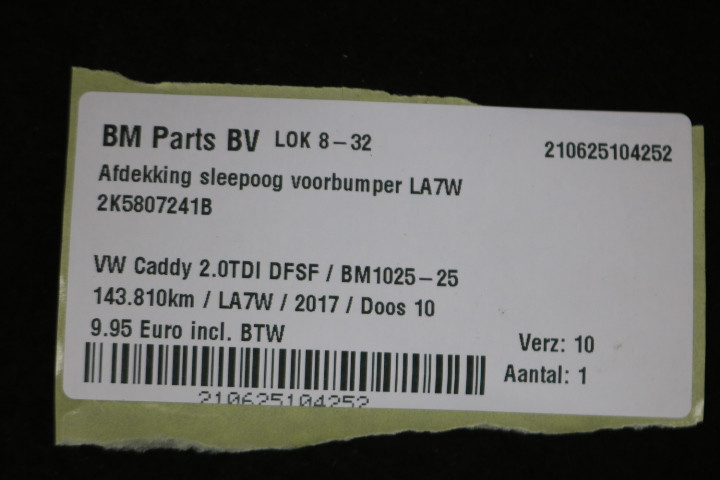 BM Parts BV LOK 8-32
210625104252
Afdekking sleepoog voorbumper LA7W
2K5807241B
VW Caddy 2.0TDI DFSF / BM1025-25
143.810km / LA7W / 2017 / Doos 10
9.95 Euro incl. BTW
Verz: 10
Aantal: 1
210625104252